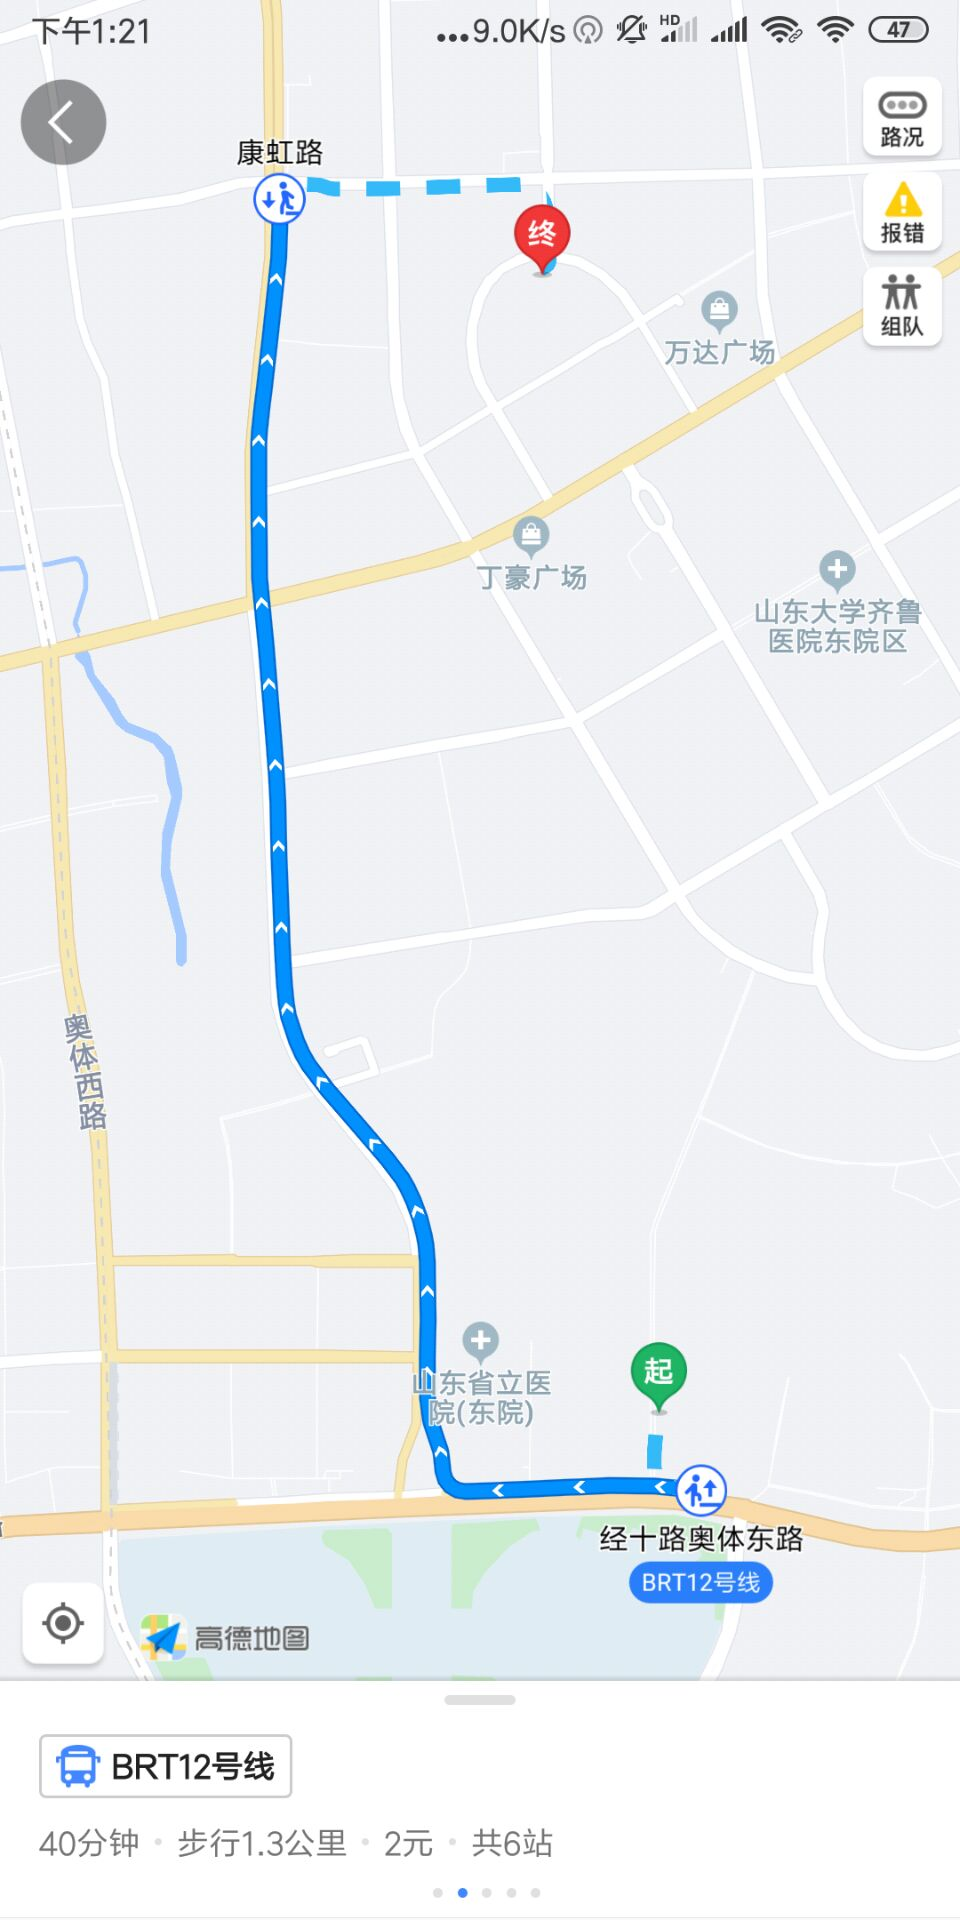 下午1:21
...9.0K/s
HD
47
路况
报错
组队
康虹路
终
万达广场
丁豪广场
山东大学齐鲁
医院东院区
奥体西路
山东省立医
院(东院)
起
经十路奥体东路
BRT12号线
高德地图
BRT12号线
40分钟 · 步行1.3公里 · 2元 · 共6站